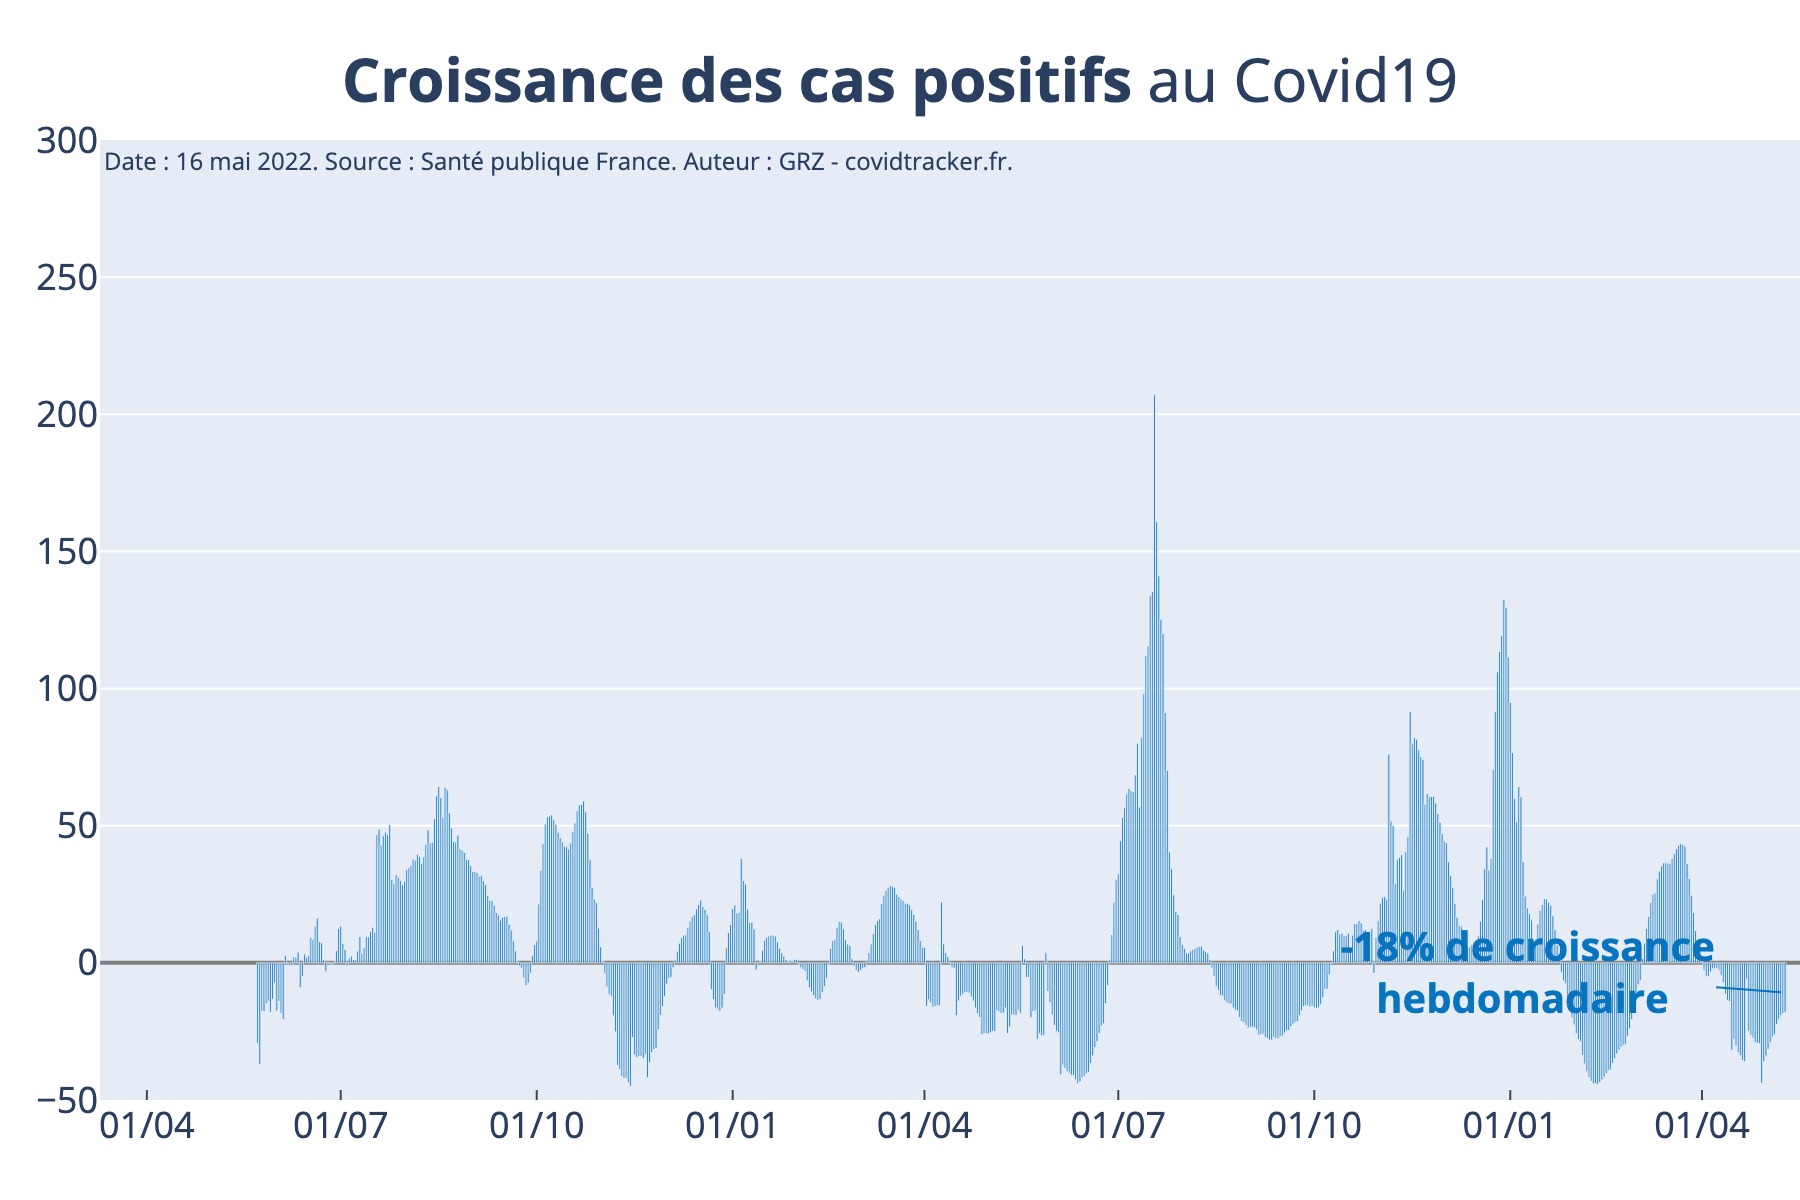 Croissance des cas positifs au Covid19
300
Date : 16 mai 2022. Source : Santé publique France. Auteur : GRZ - covidtracker.fr.
250
200
150
100
50
0
−50
-18% de croissance
hebdomadaire
01/04 01/07 01/10 01/01 01/04 01/07 01/10 01/01 01/04